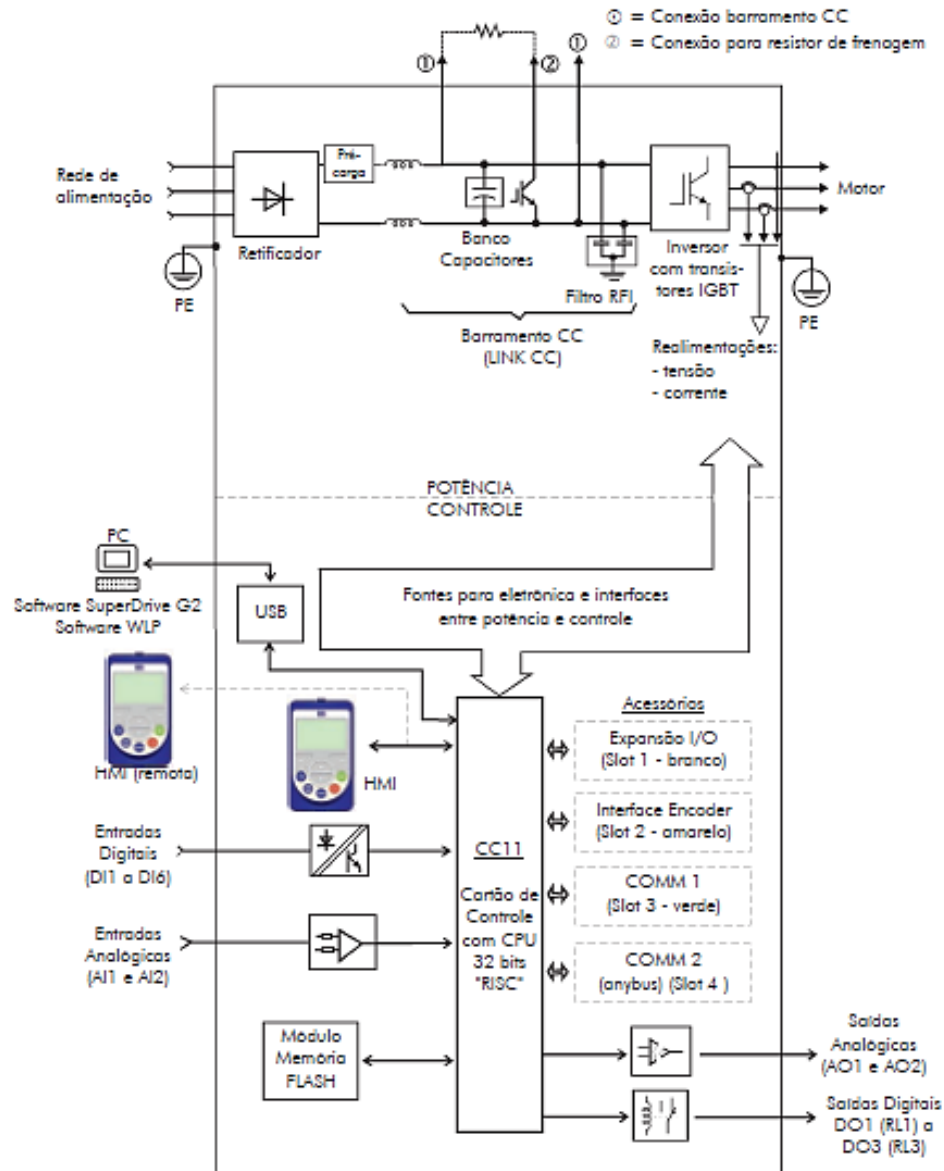 ① = Conexão barramento CC
② = Conexão para resistor de frenagem
①
①
②
Rede de
alimentação
Pré-
carga
Motor
Retificador
Banco
Capacitores
Inversor
com transis-
tores IGBT
PE
Filtro RFI
PE
Barramento CC
(LINK CC)
Realimentações:
- tensão
- corrente
POTÊNCIA
CONTROLE
PC
Software SuperDrive G2
Software WLP
USB
Fontes para eletrônica e interfaces
entre potência e controle
HMI (remota)
HMI
Acessórios
Expansão I/O
(Slot 1 - branco)
Interface Encoder
(Slot 2 - amarelo)
COMM 1
(Slot 3 - verde)
COMM 2
(anybus) (Slot 4 )
CC11
Cartão de
Controle
com CPU
32 bits
"RISC"
Entradas
Digitais
(DI1 a DI6)
Entradas
Analógicas
(AI1 e AI2)
Módulo
Memória
FLASH
Saídas
Analógicas
(AO1 e AO2)
Saídas Digitais
DO1 (RL1) a
DO3 (RL3)